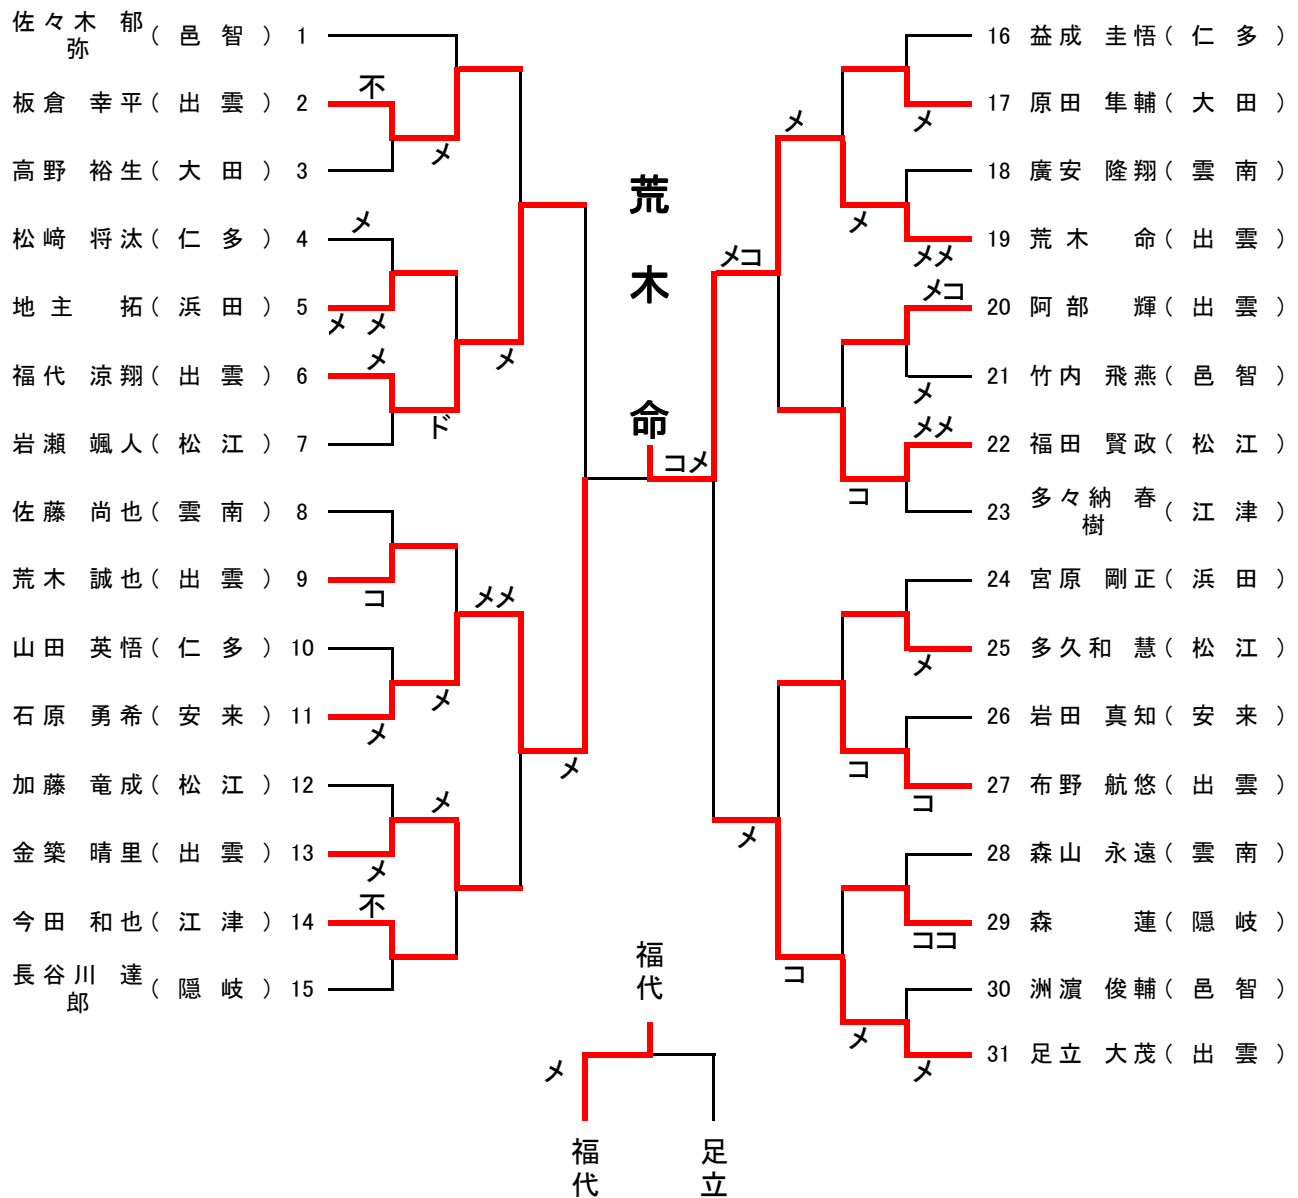 佐々木 郁弥 ( 邑 智 ) 1
不
板倉 幸平 ( 出 雲 ) 2
メ
高野 裕生 ( 大 田 ) 3
メ
松﨑 将汰 ( 仁 多 ) 4
地主 拓 ( 浜 田 ) 5
メ メ
メ
メ
福代 涼翔 ( 出 雲 ) 6
ド
岩瀬 颯人 ( 松 江 ) 7
佐藤 尚也 ( 雲 南 ) 8
荒木 誠也 ( 出 雲 ) 9
コ
メメ
山田 英悟 ( 仁 多 ) 10
メ
石原 勇希 ( 安 来 ) 11
メ
メ
加藤 竜成 ( 松 江 ) 12
メ
金築 晴里 ( 出 雲 ) 13
メ
不
今田 和也 ( 江 津 ) 14
長谷川 達郎 ( 隠 岐 ) 15
荒木 命
コメ
16 益成 圭悟 ( 仁 多 )
17 原田 隼輔 ( 大 田 )
メ
メ
18 廣安 隆翔 ( 雲 南 )
メ
19 荒木 命 ( 出 雲 )
メメ
メコ
メコ
20 阿部 輝 ( 出 雲 )
21 竹内 飛燕 ( 邑 智 )
メ
メメ
22 福田 賢政 ( 松 江 )
コ
23 多々納 春樹 ( 江 津 )
24 宮原 剛正 ( 浜 田 )
25 多久和 慧 ( 松 江 )
メ
26 岩田 真知 ( 安 来 )
コ
27 布野 航悠 ( 出 雲 )
コ
メ
28 森山 永遠 ( 雲 南 )
29 森 蓮 ( 隠 岐 )
ココ
コ
30 洲濵 俊輔 ( 邑 智 )
メ
31 足立 大茂 ( 出 雲 )
メ
福代
メ
福代
足立